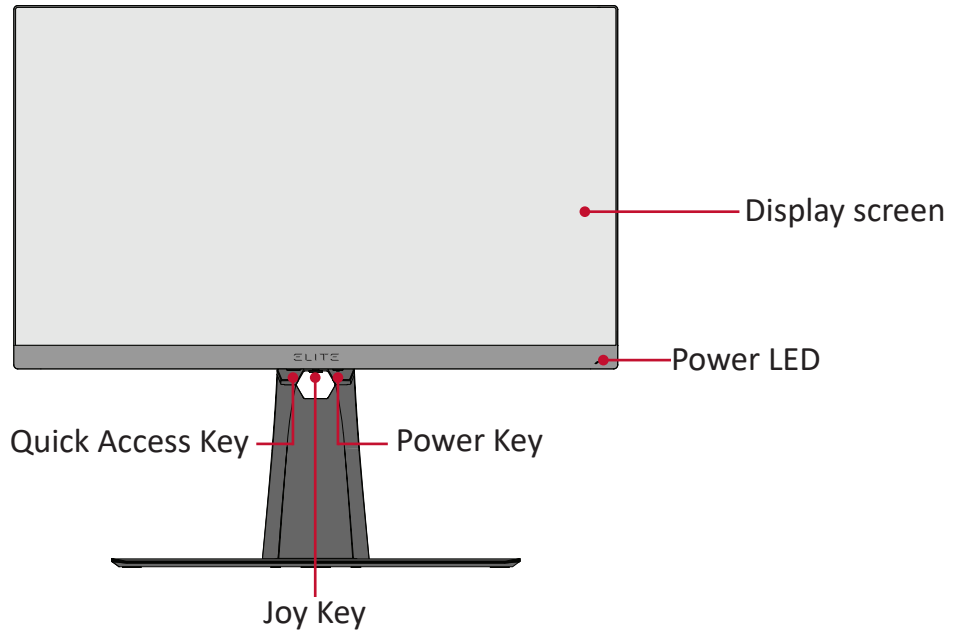 Display screen
ELITE
Power LED
Quick Access Key
Power Key
Joy Key